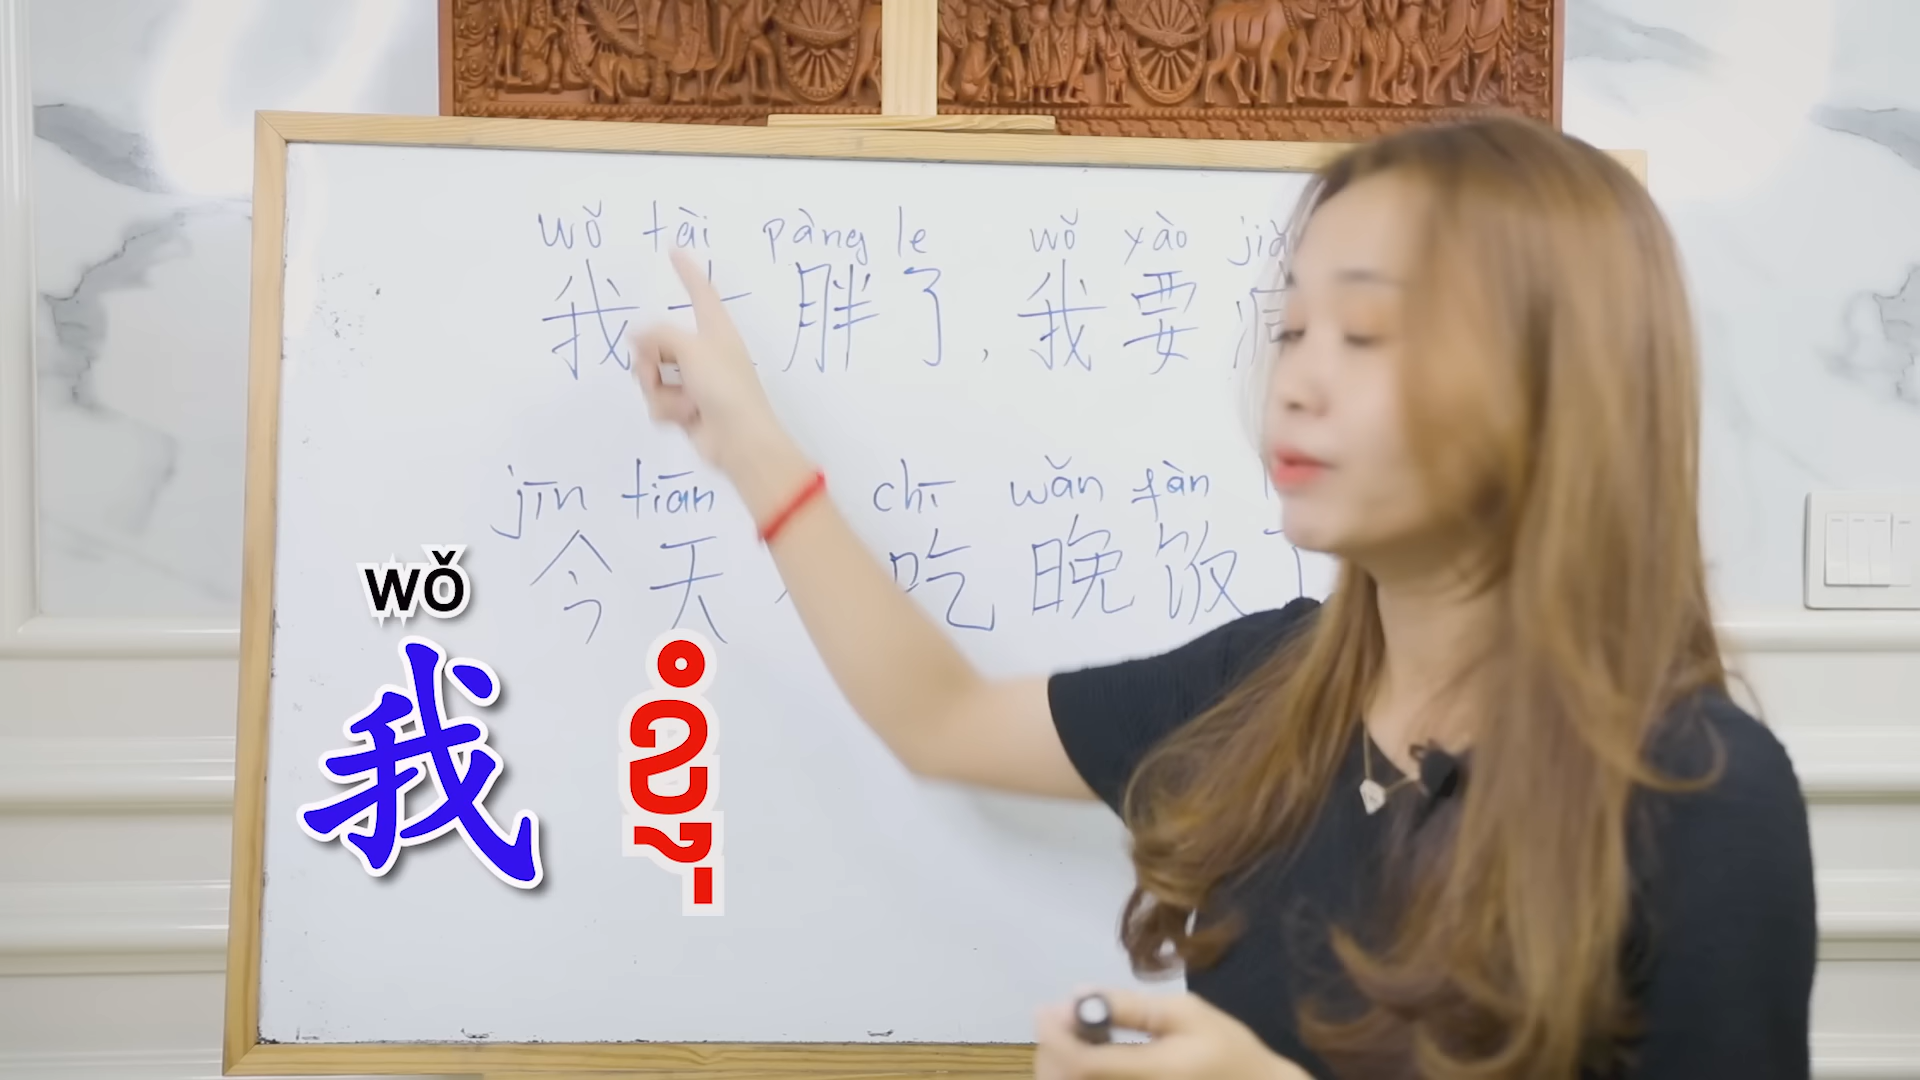 wǒ tài pàng le wǒ yào
我 胖了,我要
jīn tiān chī wǎn fàn
今天 吃晚饭
wǒ
我 ខ្ញុំ